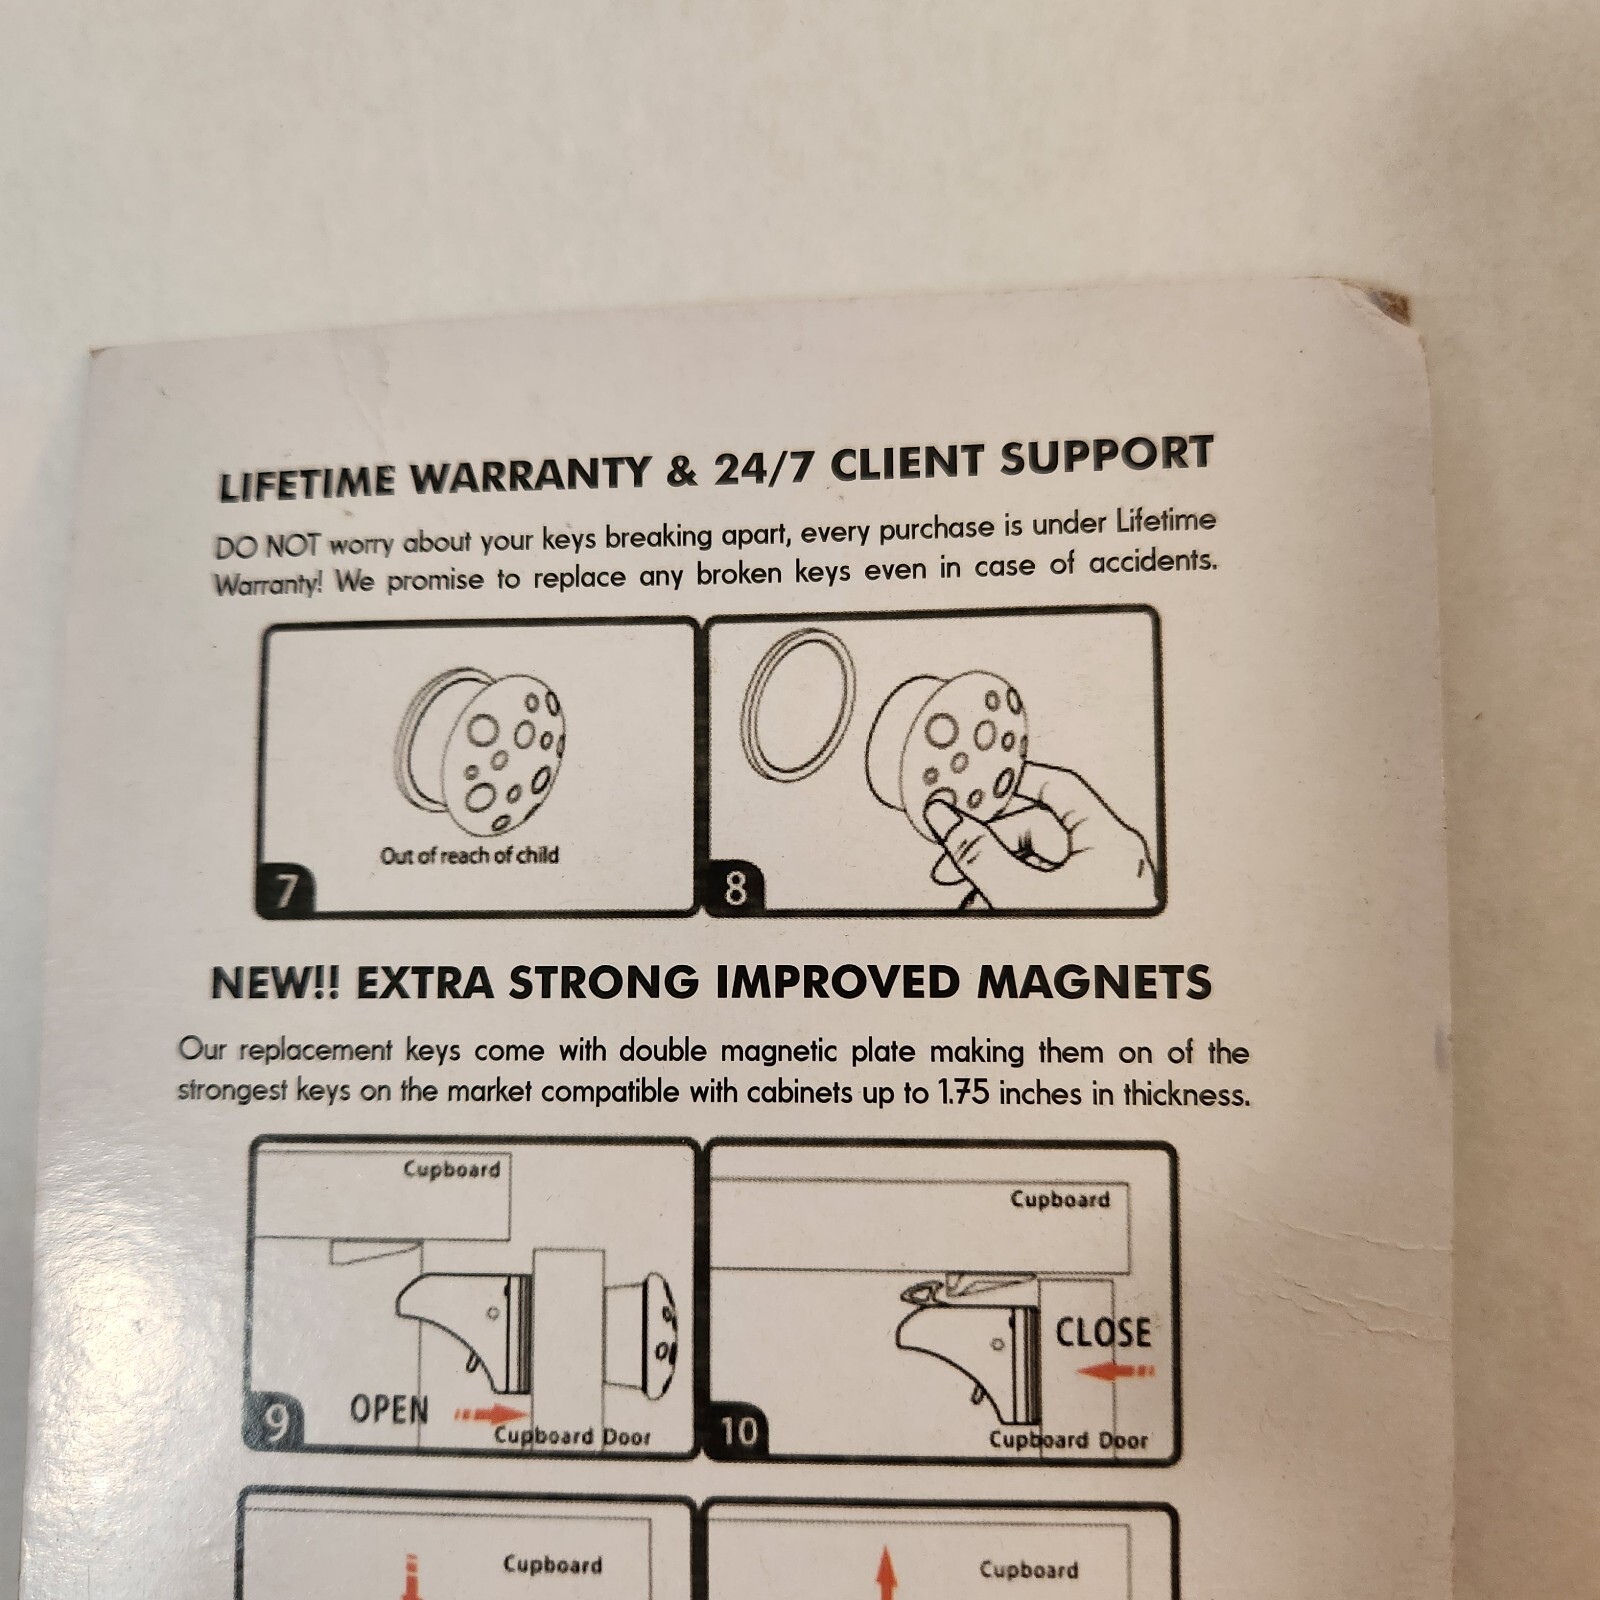 LIFETIME WARRANTY & 24/7 CLIENT SUPPORT
DO NOT worry about your keys breaking apart, every purchase is under Lifetime
Warranty! We promise to replace any broken keys even in case of accidents.
Out of reach of child
7
8
NEW!! EXTRA STRONG IMPROVED MAGNETS
Our replacement keys come with double magnetic plate making them on of the
strongest keys on the market compatible with cabinets up to 1.75 inches in thickness.
Cupboard
OPEN
Cupboard Door
9
Cupboard
CLOSE
Cupboard Door
10
Cupboard
Cupboard